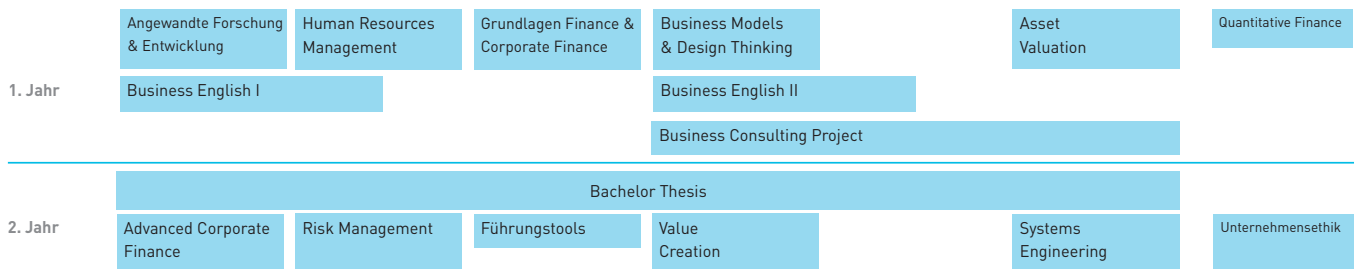 Angewandte Forschung
& Entwicklung
Human Resources
Management
Grundlagen Finance &
Corporate Finance
Business Models
& Design Thinking
Asset
Valuation
Quantitative Finance
1. Jahr
Business English I
Business English II
Business Consulting Project
Bachelor Thesis
2. Jahr
Advanced Corporate
Finance
Risk Management
Führungstools
Value
Creation
Systems
Engineering
Unternehmensethik